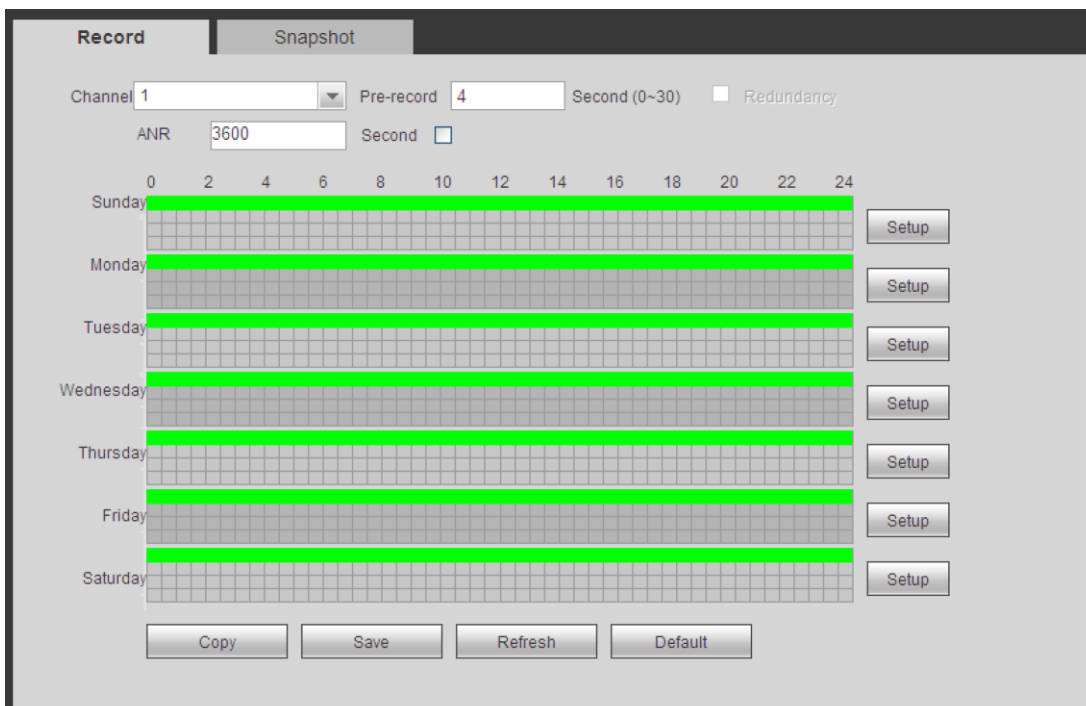 Record Snapshot
Channel 1 Pre-record 4 Second (0~30) Redundancy
ANR 3600 Second
0 2 4 6 8 10 12 14 16 18 20 22 24
Sunday
Setup
Monday
Setup
Tuesday
Setup
Wednesday
Setup
Thursday
Setup
Friday
Setup
Saturday
Setup
Copy Save Refresh Default